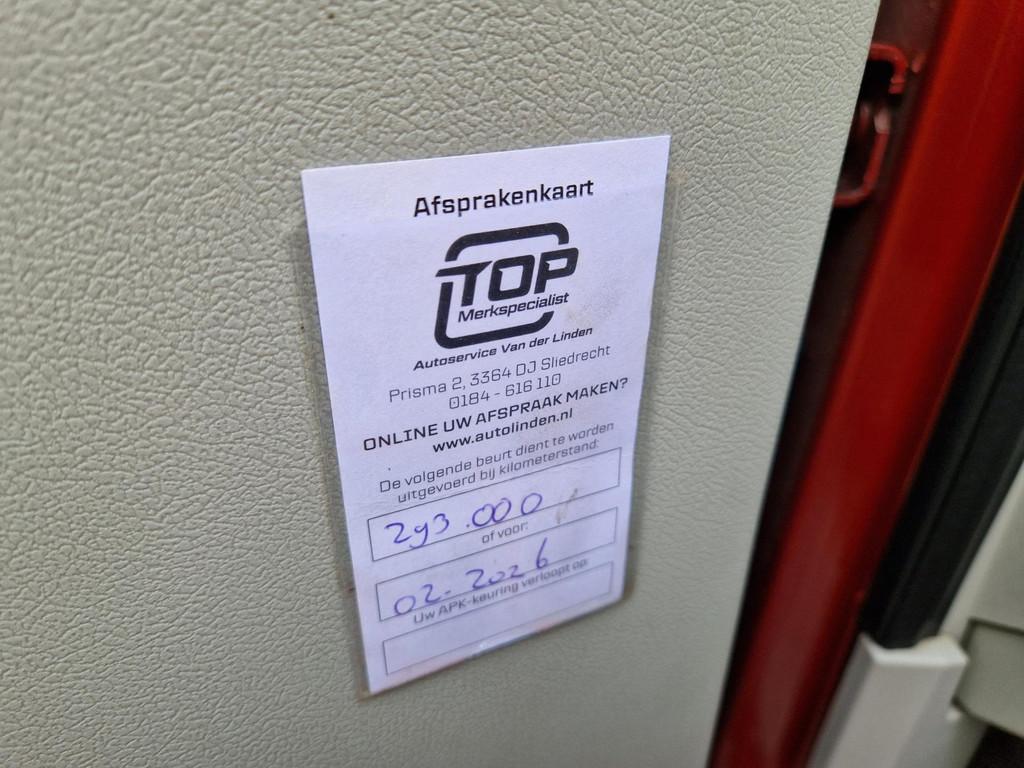 Afsprakenkaart
TOP
Merkspecialist
Autoservice Van der Linden
Prisma 2, 3364 DJ Sliedrecht
0184 - 616 110
ONLINE UW AFSPRAAK MAKEN?
www.autolinden.nl
De volgende beurt dient te worden
uitgevoerd bij kilometerstand:
293.000
of voor:
02.2026
Uw APK-keuring verloopt op: